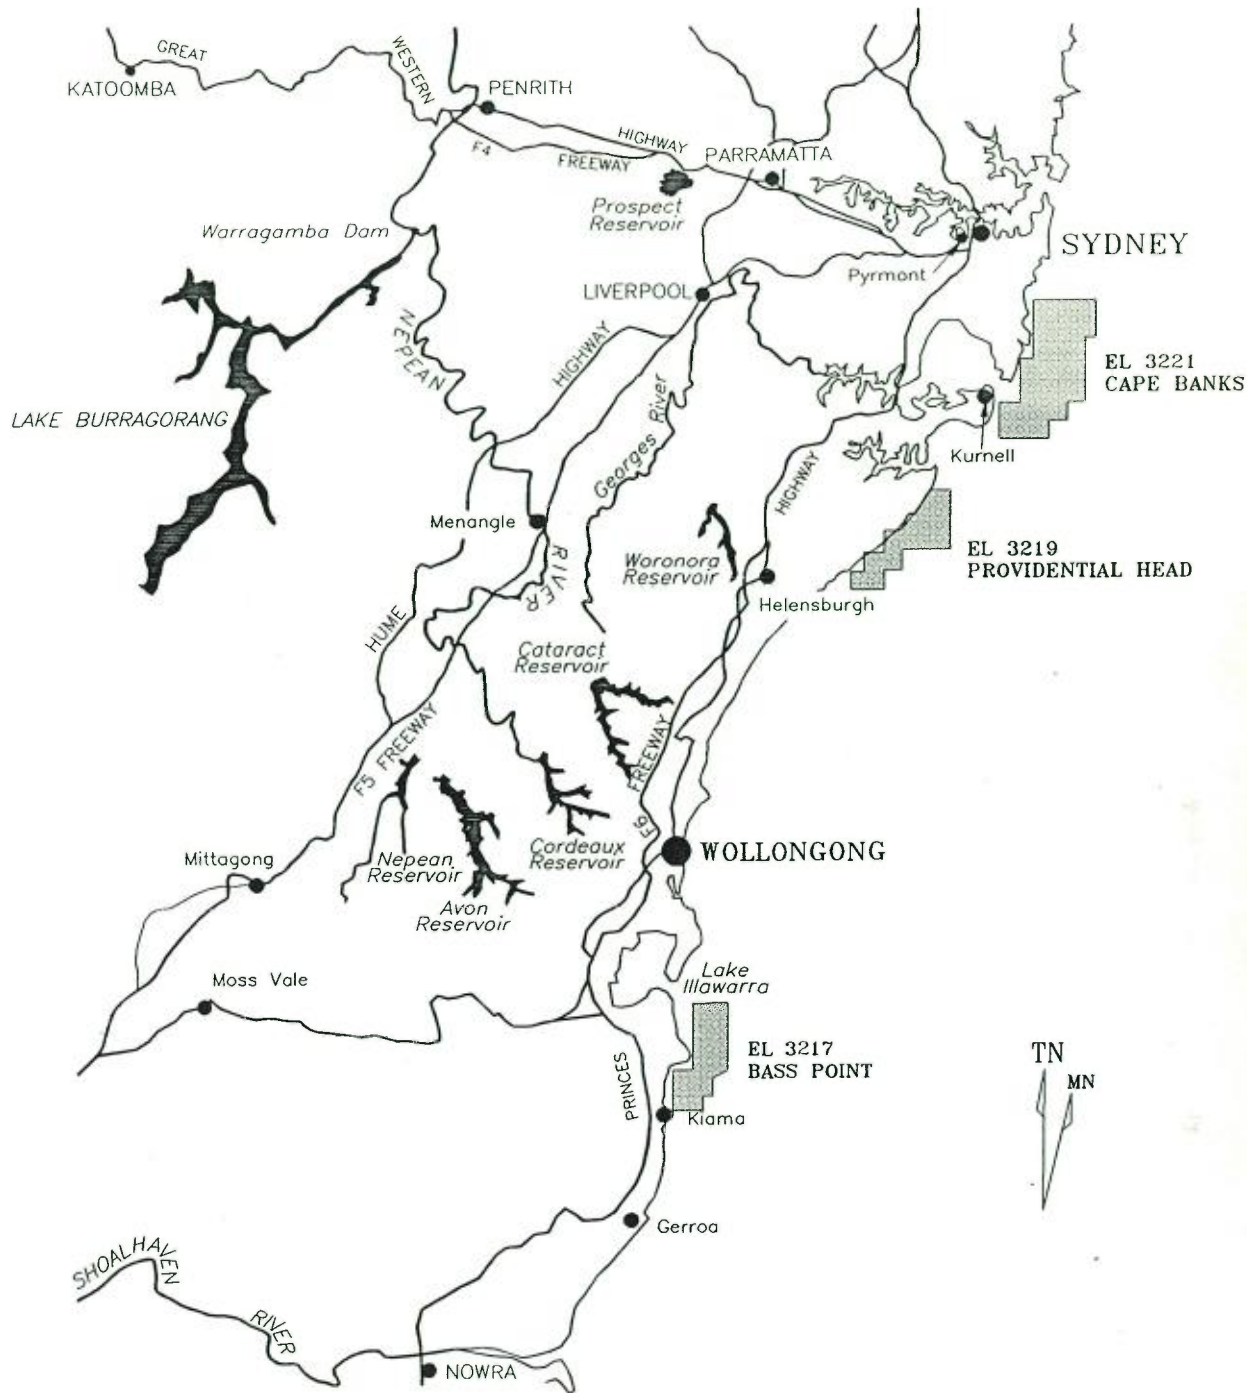 GREAT
WESTERN
KATOOMBA
PENRITH
HIGHWAY
F4
FREEWAY
PARRAMATTA
Prospect
Reservoir
Warragamba Dam
SYDNEY
Pyrmont
LIVERPOOL
NEPEAN
HIGHWAY
EL 3221
CAPE BANKS
LAKE BURRAGORANG
Georges River
Kurnell
HIGHWAY
Menangle
RIVER
Woronora
Reservoir
EL 3219
PROVIDENTIAL HEAD
Helensburgh
HUME
Cataract
Reservoir
F5 FREEWAY
F6 FREEWAY
Mittagong
Nepean
Reservoir
Cordeaux
Reservoir
WOLLONGONG
Avon
Reservoir
Moss Vale
Lake
Illawarra
EL 3217
BASS POINT
TN
MN
PRINCES
Kiama
Gerroa
SHOALHAVEN
RIVER
NOWRA